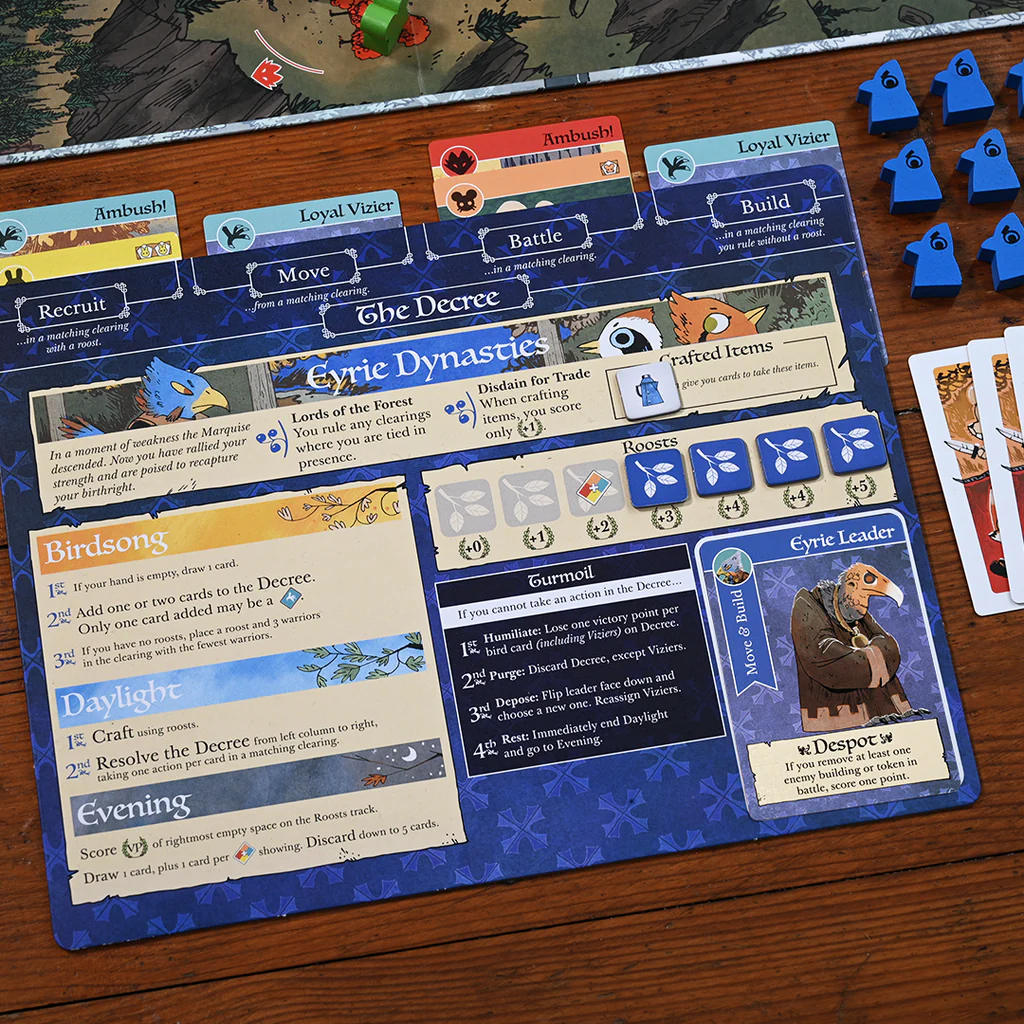 Ambush!
Loyal Vizier
Ambush!
Loyal Vizier
Recruit
...in a matching clearing
with a roost.
Move
...from a matching clearing.
Battle
...in a matching clearing.
Build
...in a matching clearing
you rule without a roost.
The Decree
Eyrie Dynasties
In a moment of weakness the Marquise
descended. Now you have rallied your
strength and are poised to recapture
your birthright.
Lords of the Forest
You rule any clearings
where you are tied in
presence.
Disdain for Trade
When crafting
items, you score
only +1
Crafted Items
give you cards to take these items.
Roosts
+0
+1
+2
+3
+4
+4
+5
Birdsong
1st If your hand is empty, draw 1 card.
2nd Add one or two cards to the Decree.
Only one card added may be a .
3rd If you have no roosts, place a roost and 3 warriors
in the clearing with the fewest warriors.
Daylight
1st Craft using roosts.
2nd Resolve the Decree from left column to right,
taking one action per card in a matching clearing.
Evening
Score VP of rightmost empty space on the Roosts track.
Draw 1 card, plus 1 card per showing. Discard down to 5 cards.
Turmoil
If you cannot take an action in the Decree...
1st Humiliate: Lose one victory point per
bird card (including Viziers) on Decree.
2nd Purge: Discard Decree, except Viziers.
3rd Depose: Flip leader face down and
choose a new one. Reassign Viziers.
4th Rest: Immediately end Daylight
and go to Evening.
Eyrie Leader
Move & Build
Despot
If you remove at least one
enemy building or token in
battle, score one point.